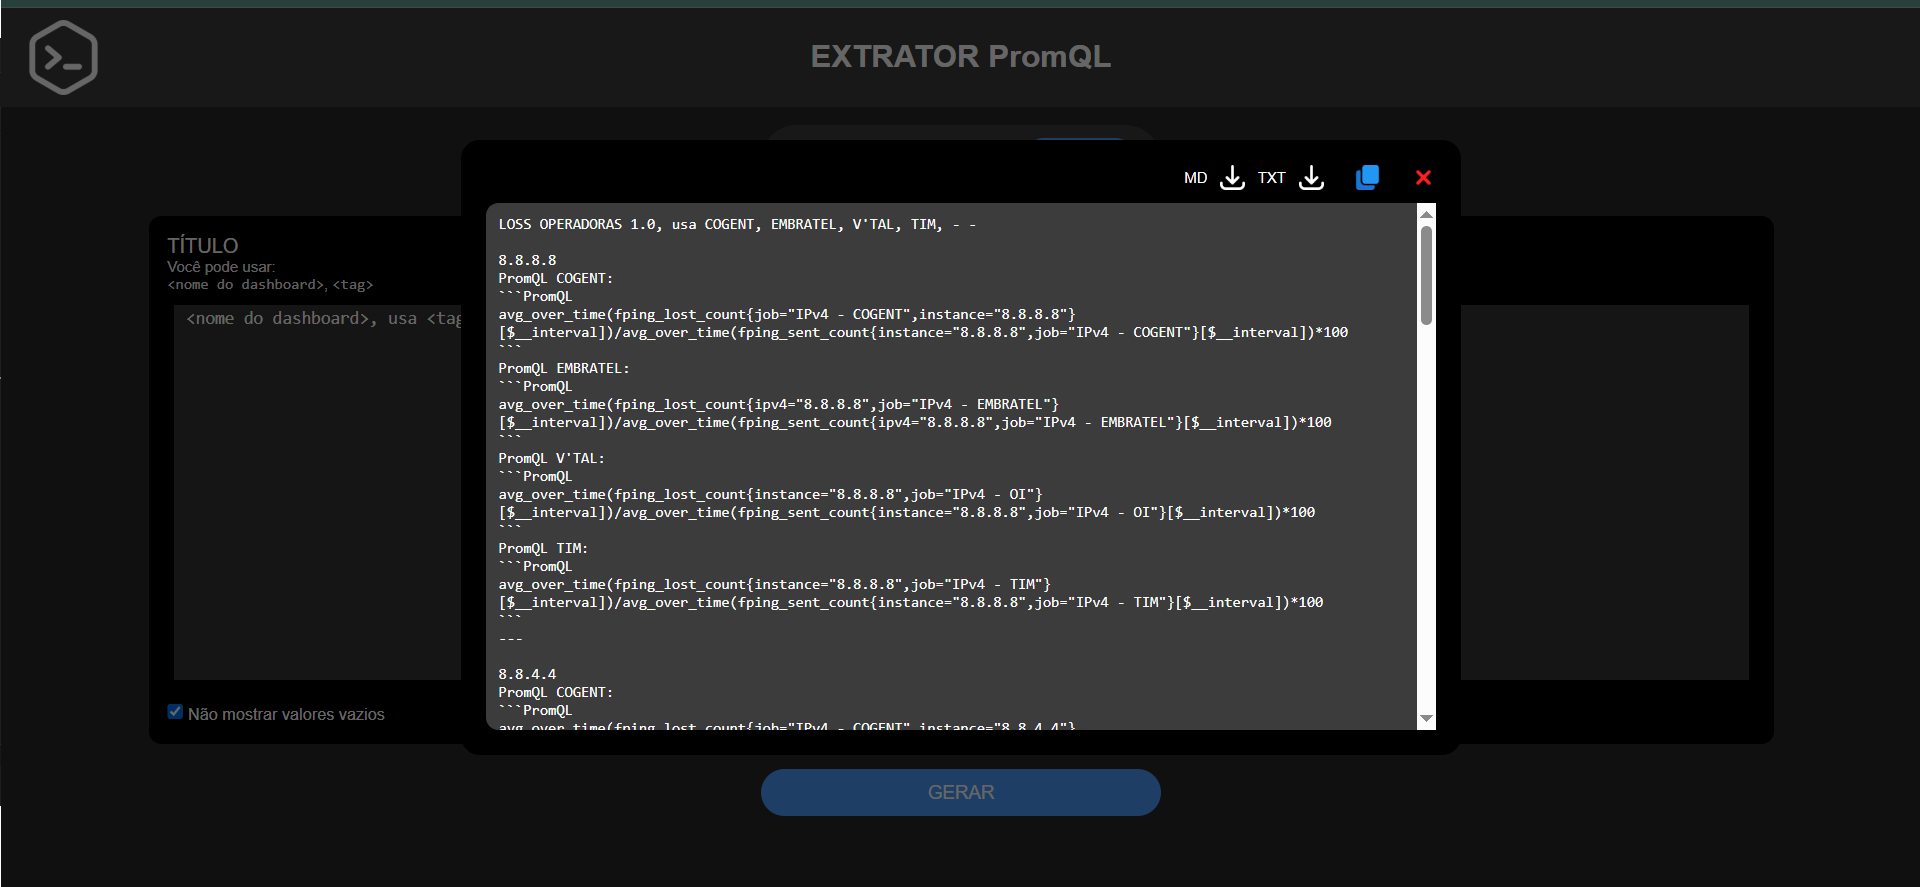 EXTRATOR PromQL
MD
TXT
TÍTULO
Você pode usar:
<nome do dashboard>, <tag>
<nome do dashboard>, usa <tag
Não mostrar valores vazios
LOSS OPERADORAS 1.0, usa COGENT, EMBRATEL, V'TAL, TIM, - -
8.8.8.8
PromQL COGENT:
```PromQL
avg_over_time(fping_lost_count{job="IPv4 - COGENT",instance="8.8.8.8"}
[$__interval])/avg_over_time(fping_sent_count{instance="8.8.8.8",job="IPv4 - COGENT"}[$__interval])*100
```
PromQL EMBRATEL:
```PromQL
avg_over_time(fping_lost_count{ipv4="8.8.8.8",job="IPv4 - EMBRATEL"}
[$__interval])/avg_over_time(fping_sent_count{ipv4="8.8.8.8",job="IPv4 - EMBRATEL"}[$__interval])*100
```
PromQL V'TAL:
```PromQL
avg_over_time(fping_lost_count{instance="8.8.8.8",job="IPv4 - OI"}
[$__interval])/avg_over_time(fping_sent_count{instance="8.8.8.8",job="IPv4 - OI"}[$__interval])*100
```
PromQL TIM:
```PromQL
avg_over_time(fping_lost_count{instance="8.8.8.8",job="IPv4 - TIM"}
[$__interval])/avg_over_time(fping_sent_count{instance="8.8.8.8",job="IPv4 - TIM"}[$__interval])*100
```
---
8.8.4.4
PromQL COGENT:
```PromQL
avg_over_time(fping_lost_count{job="IPv4 - COGENT",instance="8.8.4.4"}
GERAR